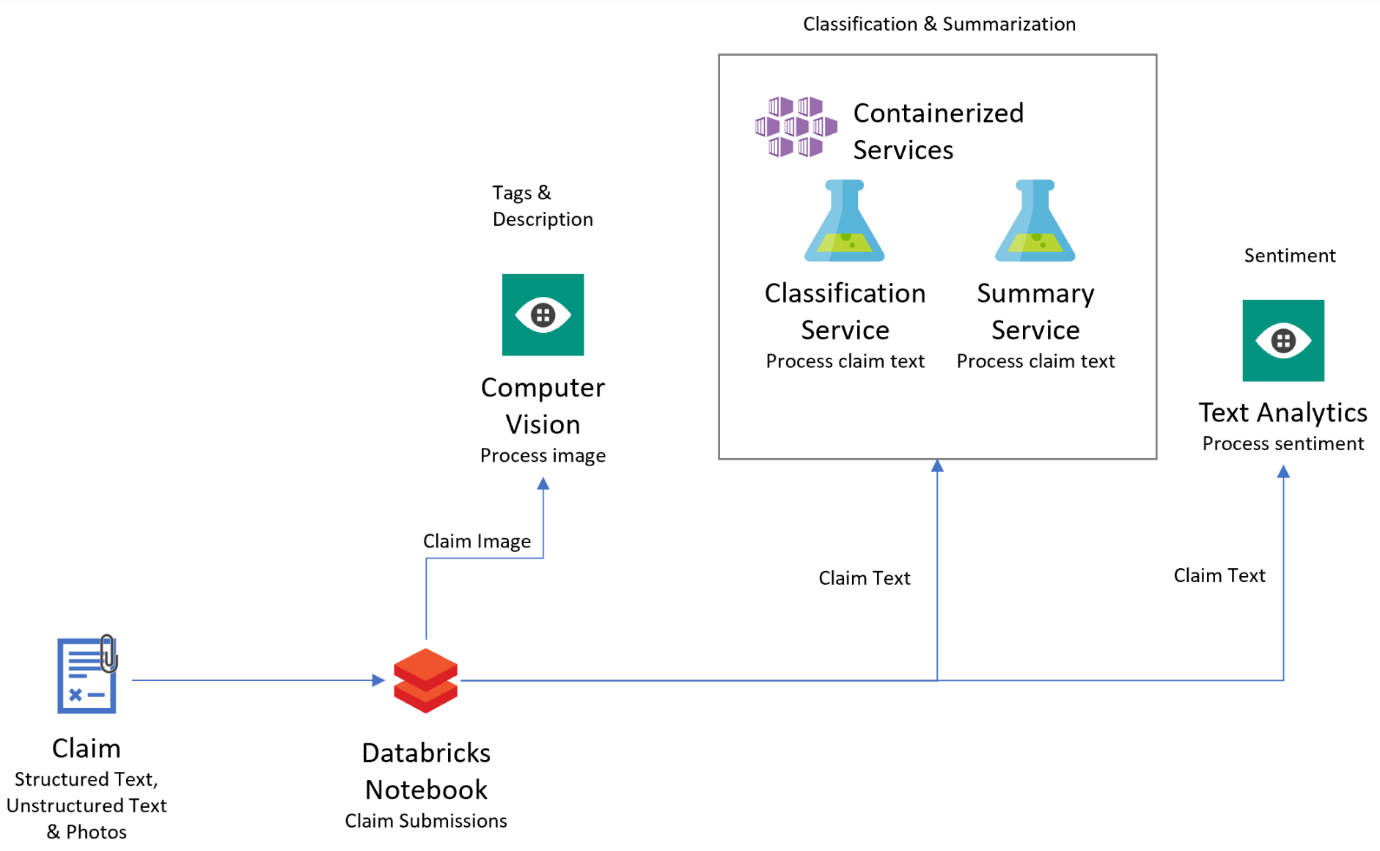 Classification & Summarization
Containerized
Services
Tags &
Description
Classification
Service
Process claim text
Summary
Service
Process claim text
Sentiment
Computer
Vision
Process image
Text Analytics
Process sentiment
Claim Image
Claim Text
Claim Text
Claim
Structured Text,
Unstructured Text
& Photos
Databricks
Notebook
Claim Submissions